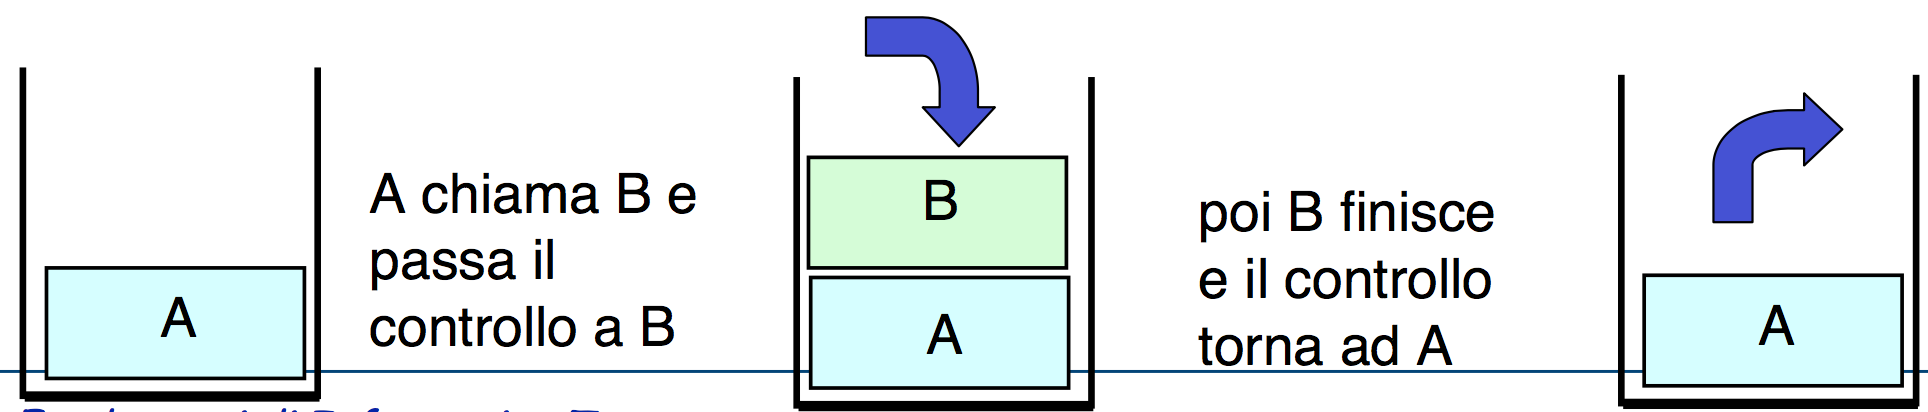 A
A chiama B e
passa il
controllo a B
B
A
poi B finisce
e il controllo
torna ad A
A